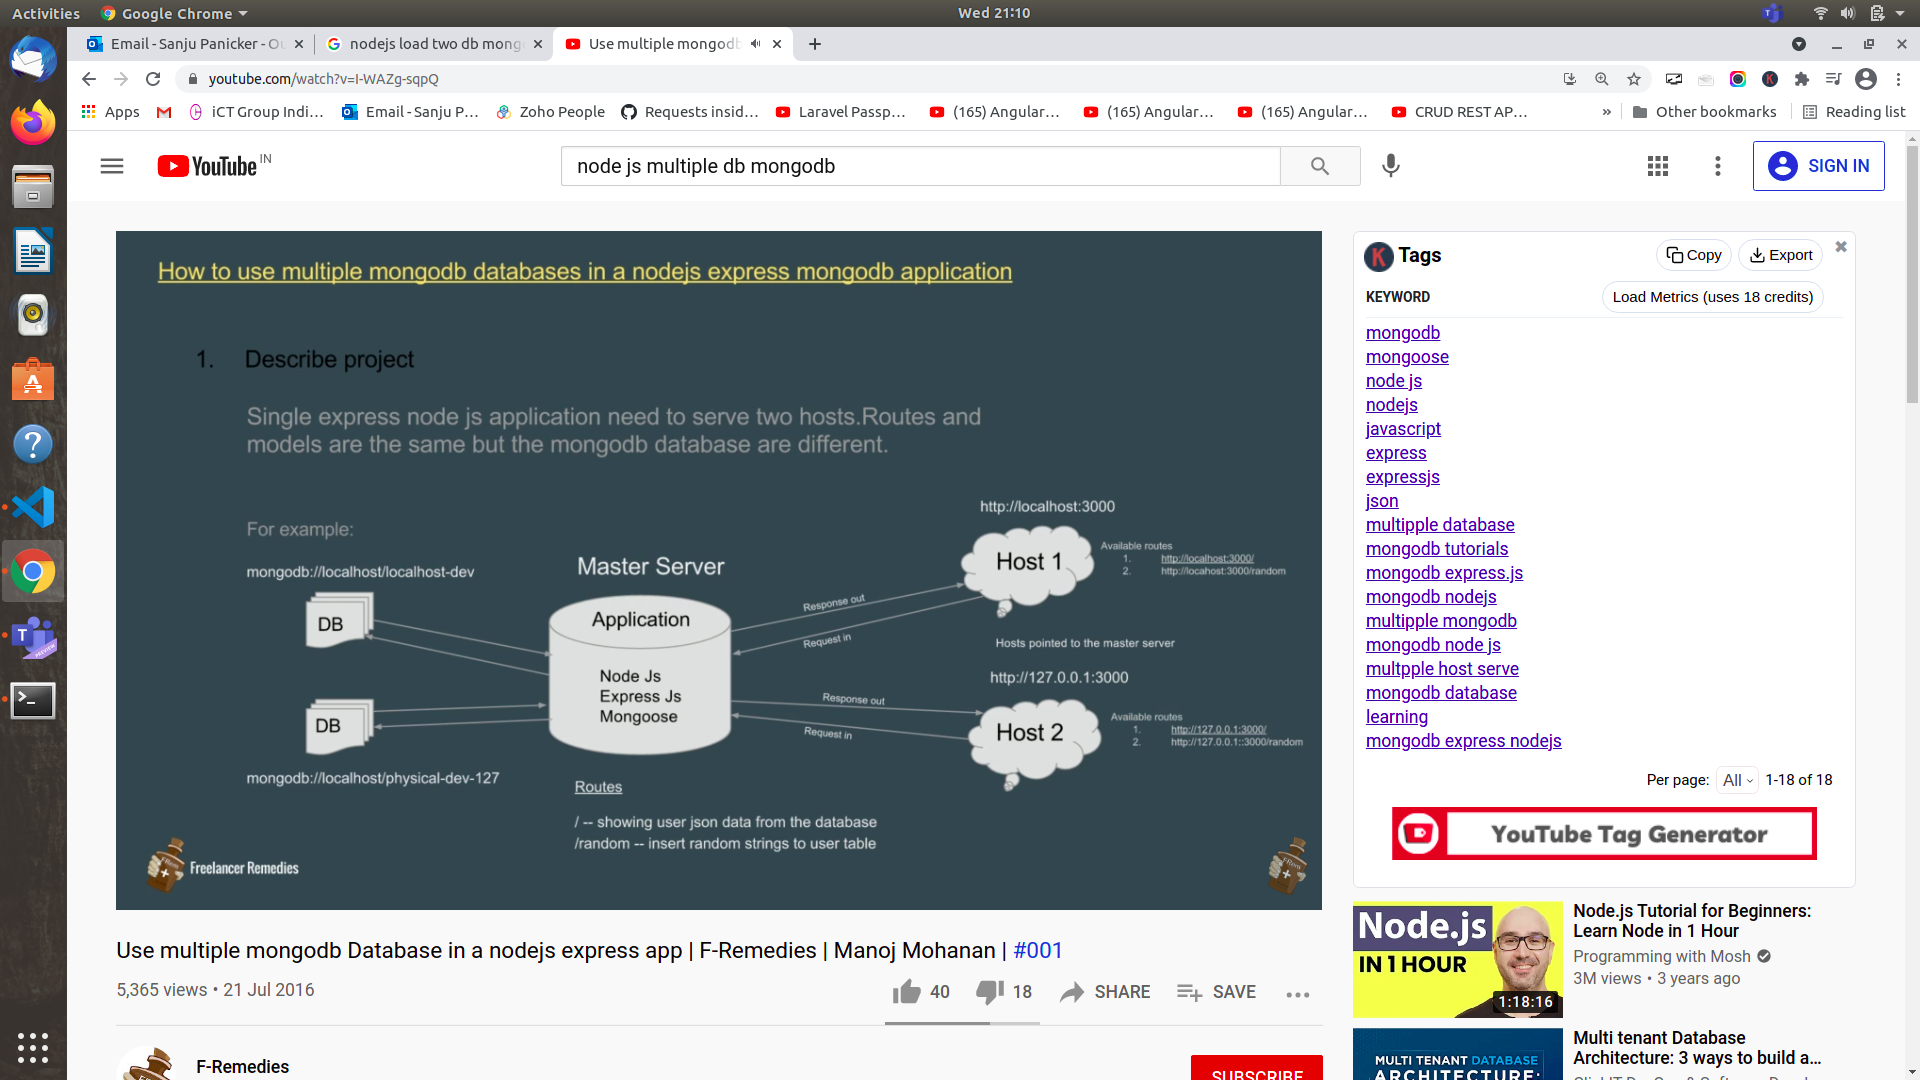 Activities
Google Chrome
Wed 21:10
Email - Sanju Panicker - Ou
nodejs load two db mong
Use multiple mongodb
youtube.com/watch?v=I-WAZg-sqpQ
Apps
iCT Group Indi...
Email - Sanju P...
Zoho People
Requests insid...
Laravel Passp...
(165) Angular...
(165) Angular...
(165) Angular...
CRUD REST AP...
»
Other bookmarks
Reading list
YouTube IN
node js multiple db mongodb
SIGN IN
How to use multiple mongodb databases in a nodejs express mongodb application
1. Describe project
Single express node js application need to serve two hosts.Routes and
models are the same but the mongodb database are different.
For example:
mongodb://localhost/localhost-dev
DB
DB
mongodb://localhost/physical-dev-127
Master Server
Application
Node Js
Express Js
Mongoose
Response out
Request in
Response out
Request in
http://localhost:3000
Host 1
Available routes
1. http://localhost:3000/
2. http://locahost:3000/random
Hosts pointed to the master server
http://127.0.0.1:3000
Host 2
Available routes
1. http://127.0.0.1:3000/
2. http://127.0.0.1::3000/random
Routes
/ -- showing user json data from the database
/random -- insert random strings to user table
Freelancer Remedies
Use multiple mongodb Database in a nodejs express app | F-Remedies | Manoj Mohanan | #001
5,365 views • 21 Jul 2016
40
18
SHARE
SAVE
F-Remedies
SUBSCRIBE
K Tags
Copy
Export
KEYWORD
Load Metrics (uses 18 credits)
mongodb
mongoose
node js
nodejs
javascript
express
expressjs
json
multipple database
mongodb tutorials
mongodb express.js
mongodb nodejs
multipple mongodb
mongodb node js
multpple host serve
mongodb database
learning
mongodb express nodejs
Per page: All 1-18 of 18
YouTube Tag Generator
Node.js
IN 1 HOUR
1:18:16
Node.js Tutorial for Beginners:
Learn Node in 1 Hour
Programming with Mosh
3M views • 3 years ago
MULTI TENANT DATABASE
ARCHITECTURE:
Multi tenant Database
Architecture: 3 ways to build a...